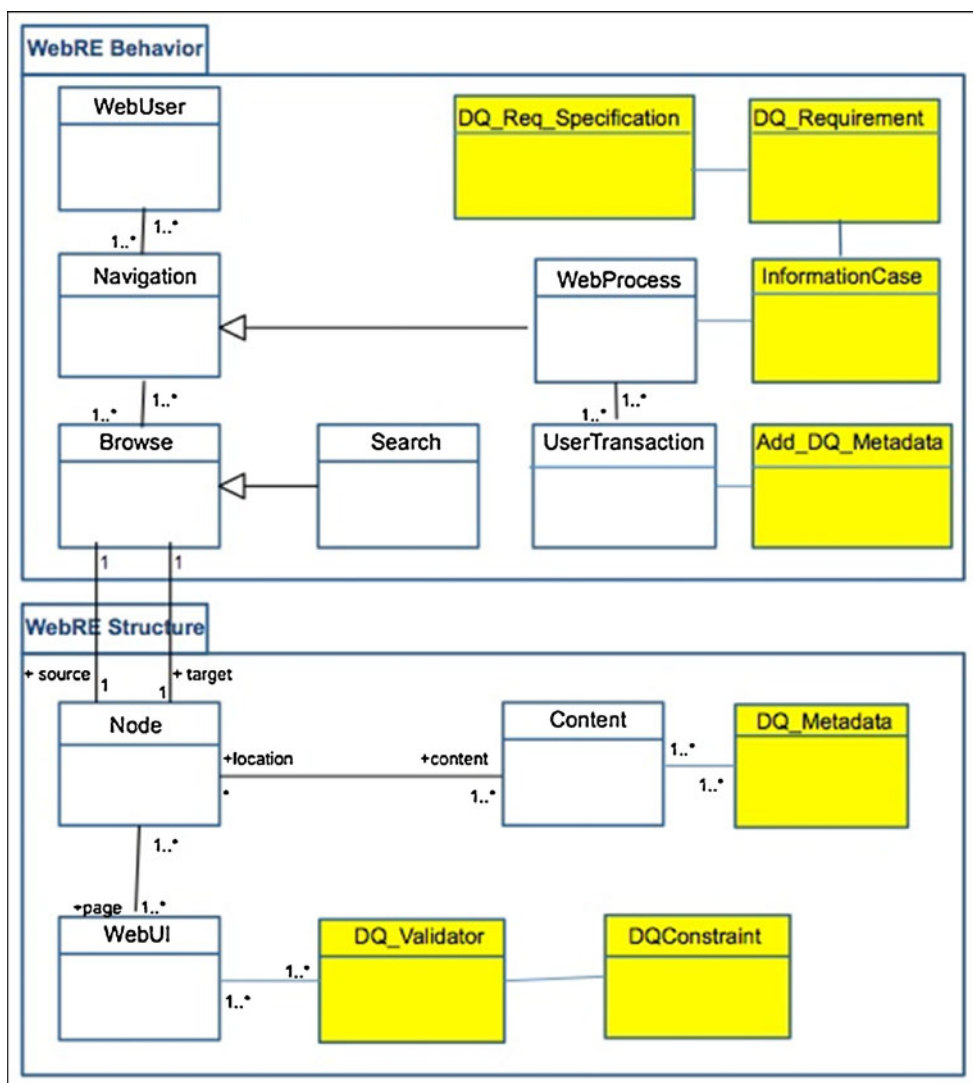 WebRE Behavior
WebUser
DQ_Req_Specification
DQ_Requirement
1..*
1..*
Navigation
WebProcess
InformationCase
1..*
1..*
1..*
1..*
Browse
Search
UserTransaction
Add_DQ_Metadada
1
1
WebRE Structure
+ source
+ target
1
1
Node
Content
DQ_Metadata
+location
+content
1..*
*
1..*
1..*
1..*
+page
1..*
WebUI
DQ_Validator
DQConstraint
1..*
1..*